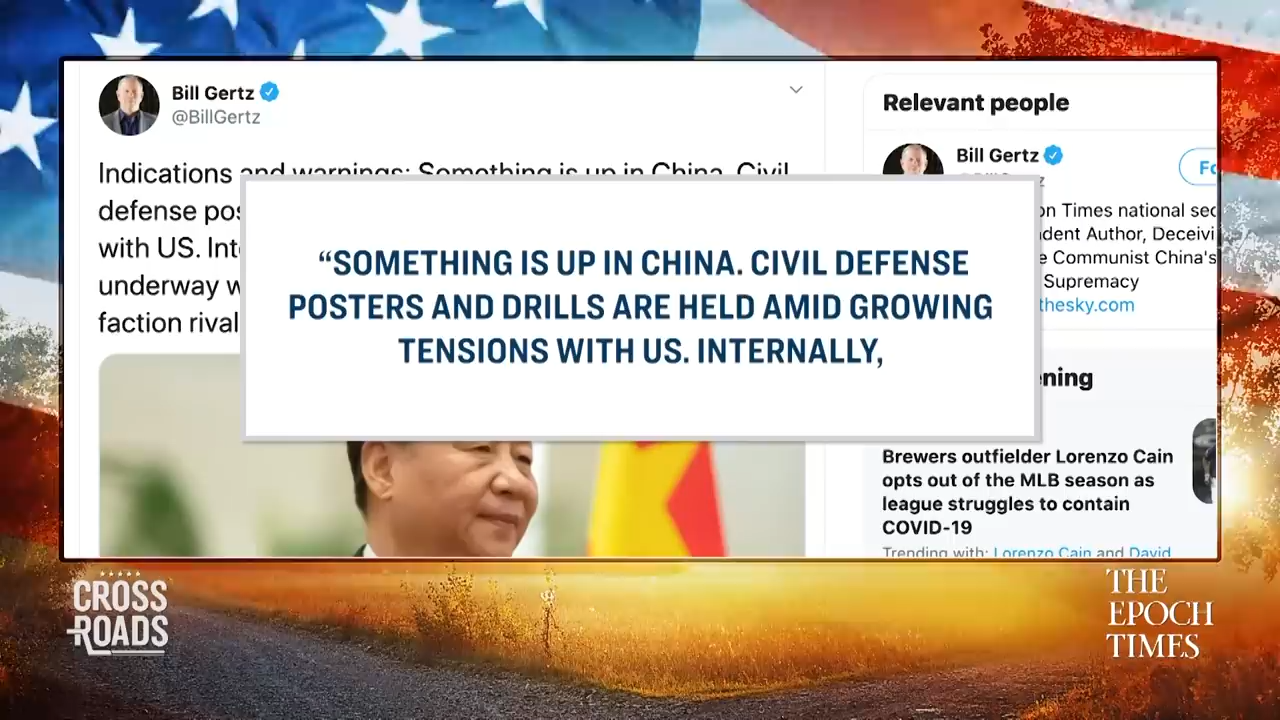 Bill Gertz
@BillGertz
Indications and warnings: Something is up in China. Civil
defense pos
with US. Int
underway w
faction rival
“SOMETHING IS UP IN CHINA. CIVIL DEFENSE
POSTERS AND DRILLS ARE HELD AMID GROWING
TENSIONS WITH US. INTERNALLY,
Relevant people
Bill Gertz
Fo
on Times national sec
dent Author, Deceivi
e Communist China's
Supremacy
thesky.com
ening
Brewers outfielder Lorenzo Cain
opts out of the MLB season as
league struggles to contain
COVID-19
Trending with: Lorenzo Cain and David
CROSS
ROADS
THE
EPOCH
TIMES